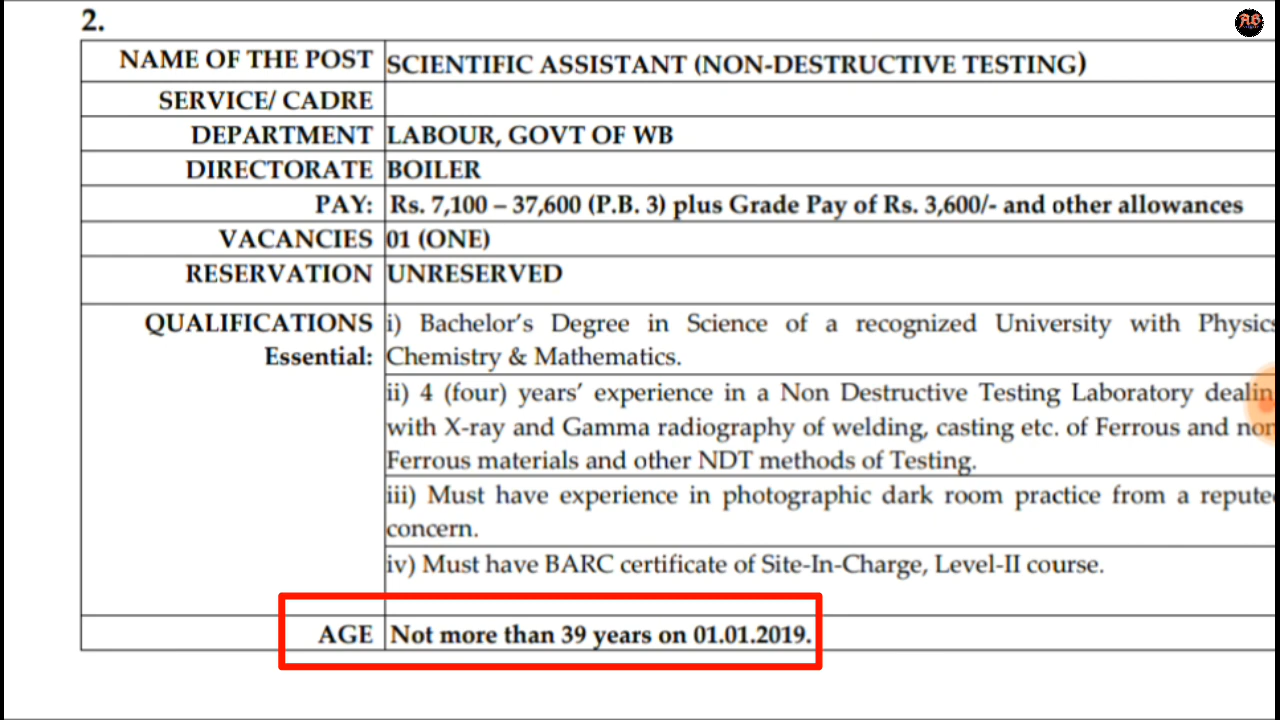 2.
NAME OF THE POST SCIENTIFIC ASSISTANT (NON-DESTRUCTIVE TESTING)
SERVICE/ CADRE
DEPARTMENT LABOUR, GOVT OF WB
DIRECTORATE BOILER
PAY: Rs. 7,100 – 37,600 (P.B. 3) plus Grade Pay of Rs. 3,600/- and other allowances
VACANCIES 01 (ONE)
RESERVATION UNRESERVED
QUALIFICATIONS i) Bachelor's Degree in Science of a recognized University with Physics
Essential: Chemistry & Mathematics.
ii) 4 (four) years' experience in a Non Destructive Testing Laboratory dealin
with X-ray and Gamma radiography of welding, casting etc. of Ferrous and non
Ferrous materials and other NDT methods of Testing.
iii) Must have experience in photographic dark room practice from a repute
concern.
iv) Must have BARC certificate of Site-In-Charge, Level-II course.
AGE Not more than 39 years on 01.01.2019.